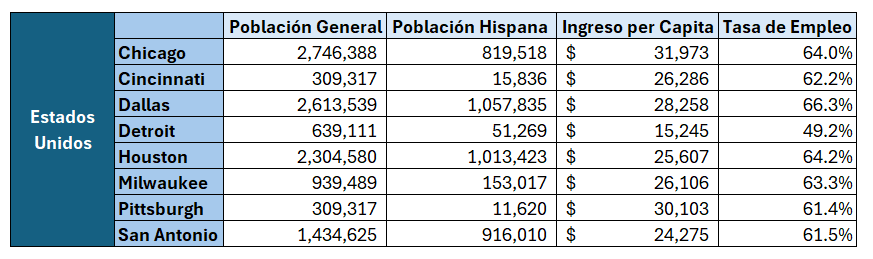 Población General Población Hispana Ingreso per Capita Tasa de Empleo
Estados Unidos
Chicago 2,746,388 819,518 $ 31,973 64.0%
Cincinnati 309,317 15,836 $ 26,286 62.2%
Dallas 2,613,539 1,057,835 $ 28,258 66.3%
Detroit 639,111 51,269 $ 15,245 49.2%
Houston 2,304,580 1,013,423 $ 25,607 64.2%
Milwaukee 939,489 153,017 $ 26,106 63.3%
Pittsburgh 309,317 11,620 $ 30,103 61.4%
San Antonio 1,434,625 916,010 $ 24,275 61.5%